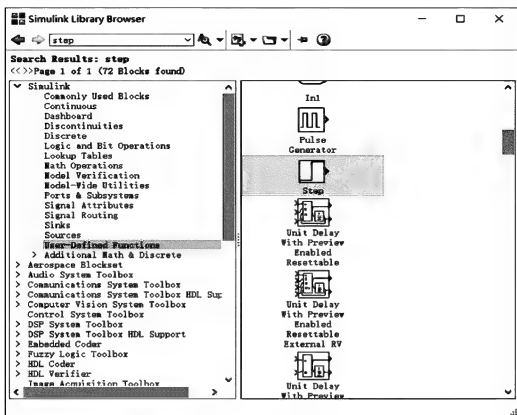 Simulink Library Browser
step
Search Results: step
<< >>Page 1 of 1 (72 Blocks found)
Simulink
Commonly Used Blocks
Continuous
Dashboard
Discontinuities
Discrete
Logic and Bit Operations
Lookup Tables
Math Operations
Model Verification
Model-Wide Utilities
Ports & Subsystems
Signal Attributes
Signal Routing
Sinks
Sources
User-Defined Functions
Additional Math & Discrete
Aerospace Blockset
Audio System Toolbox
Communications System Toolbox
Communications System Toolbox HDL Sup
Computer Vision System Toolbox
Control System Toolbox
DSP System Toolbox
DSP System Toolbox HDL Support
Embedded Coder
Fuzzy Logic Toolbox
HDL Coder
HDL Verifier
Image Acquisition Toolbox
In1
Pulse
Generator
Step
Unit Delay
With Preview
Enabled
Resettable
Unit Delay
With Preview
Enabled
Resettable
External RV
Unit Delay
With Preview